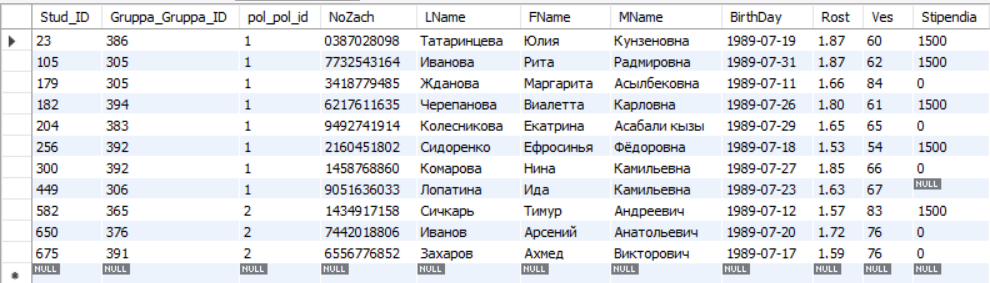 Stud_ID Gruppa_Gruppa_ID pol_pol_id NoZach LName FName MName BirthDay Rost Ves Stipendia
23 386 1 0387028098 Татаринцева Юлия Кунзеновна 1989-07-19 1.87 60 1500
105 305 1 7732543164 Иванова Рита Радмировна 1989-07-31 1.87 62 1500
179 305 1 3418779485 Жданова Маргарита Асылбековна 1989-07-11 1.66 84 0
182 394 1 6217611635 Черепанова Виалетта Карловна 1989-07-26 1.80 61 1500
204 383 1 9492741914 Колесникова Екатрина Асабали кызы 1989-07-29 1.65 65 0
256 392 1 2160451802 Сидоренко Ефросинья Фёдоровна 1989-07-18 1.53 54 1500
300 392 1 1458768860 Комарова Нина Камильевна 1989-07-27 1.85 66 0
449 306 1 9051636033 Лопатина Ида Камильевна 1989-07-23 1.63 67 NULL
582 365 2 1434917158 Сичкарь Тимур Андреевич 1989-07-12 1.57 83 1500
650 376 2 7442018806 Иванов Арсений Анатольевич 1989-07-20 1.72 76 0
675 391 2 6556776852 Захаров Ахмед Викторович 1989-07-17 1.59 76 0
NULL NULL NULL NULL NULL NULL NULL NULL NULL NULL NULL